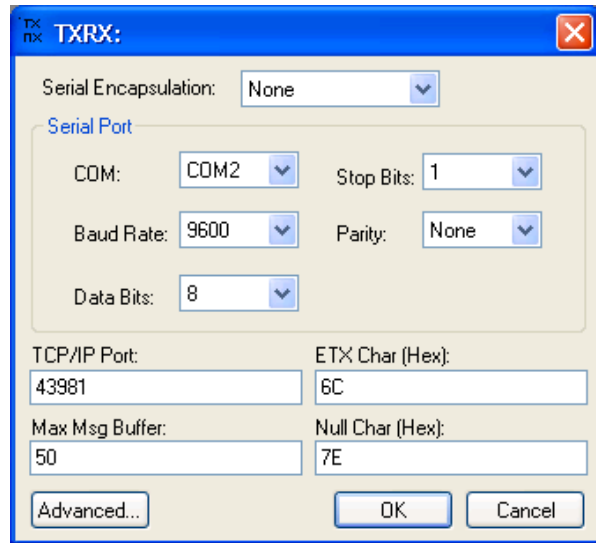 TX
ПX TXRX:
Serial Encapsulation: None
Serial Port
COM: COM2 Stop Bits: 1
Baud Rate: 9600 Parity: None
Data Bits: 8
TCP/IP Port: ETX Char (Hex):
43981 6C
Max Msg Buffer: Null Char (Hex):
50 7E
Advanced... OK Cancel